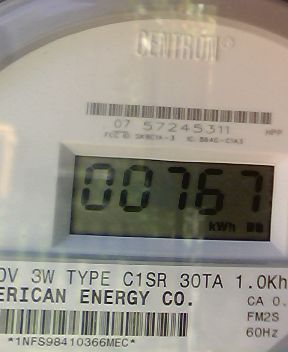 CENTRON®
07 57245311
HPP
00767
kWh
0V 3W TYPE C1SR 30TA 1.0Kh
ERICAN ENERGY CO.
CA 0.
FM2S
60Hz
*1NFS98410366MEC*